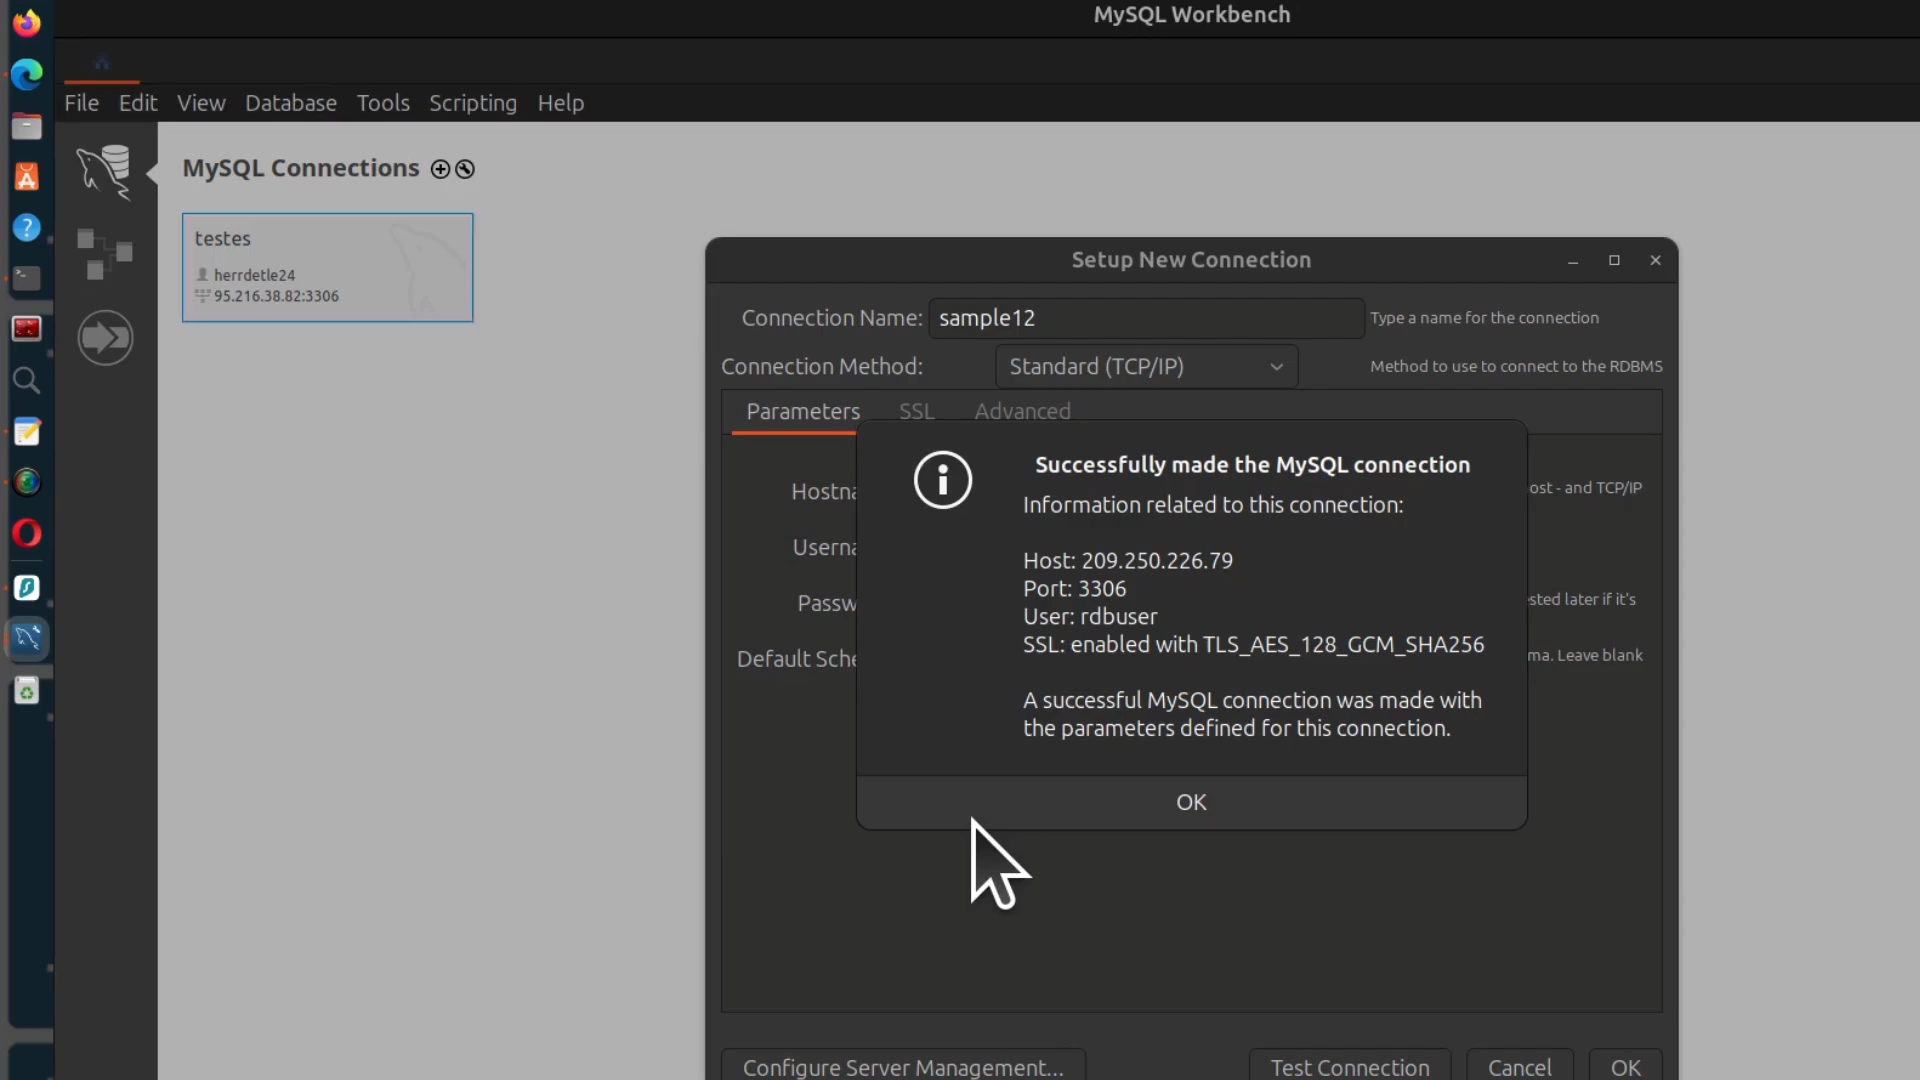 MySQL Workbench
File Edit View Database Tools Scripting Help
MySQL Connections
testes
herrdetle24
95.216.38.82:3306
Setup New Connection
Connection Name: sample12 Type a name for the connection
Connection Method: Standard (TCP/IP) Method to use to connect to the RDBMS
Parameters SSL Advanced
Successfully made the MySQL connection
Information related to this connection:
Host: 209.250.226.79
Port: 3306
User: rdbuser
SSL: enabled with TLS_AES_128_GCM_SHA256
A successful MySQL connection was made with
the parameters defined for this connection.
OK
Hostna
Userna
Passw
Default Sche
ost - and TCP/IP
sted later if it's
ma. Leave blank
Configure Server Management... Test Connection Cancel OK